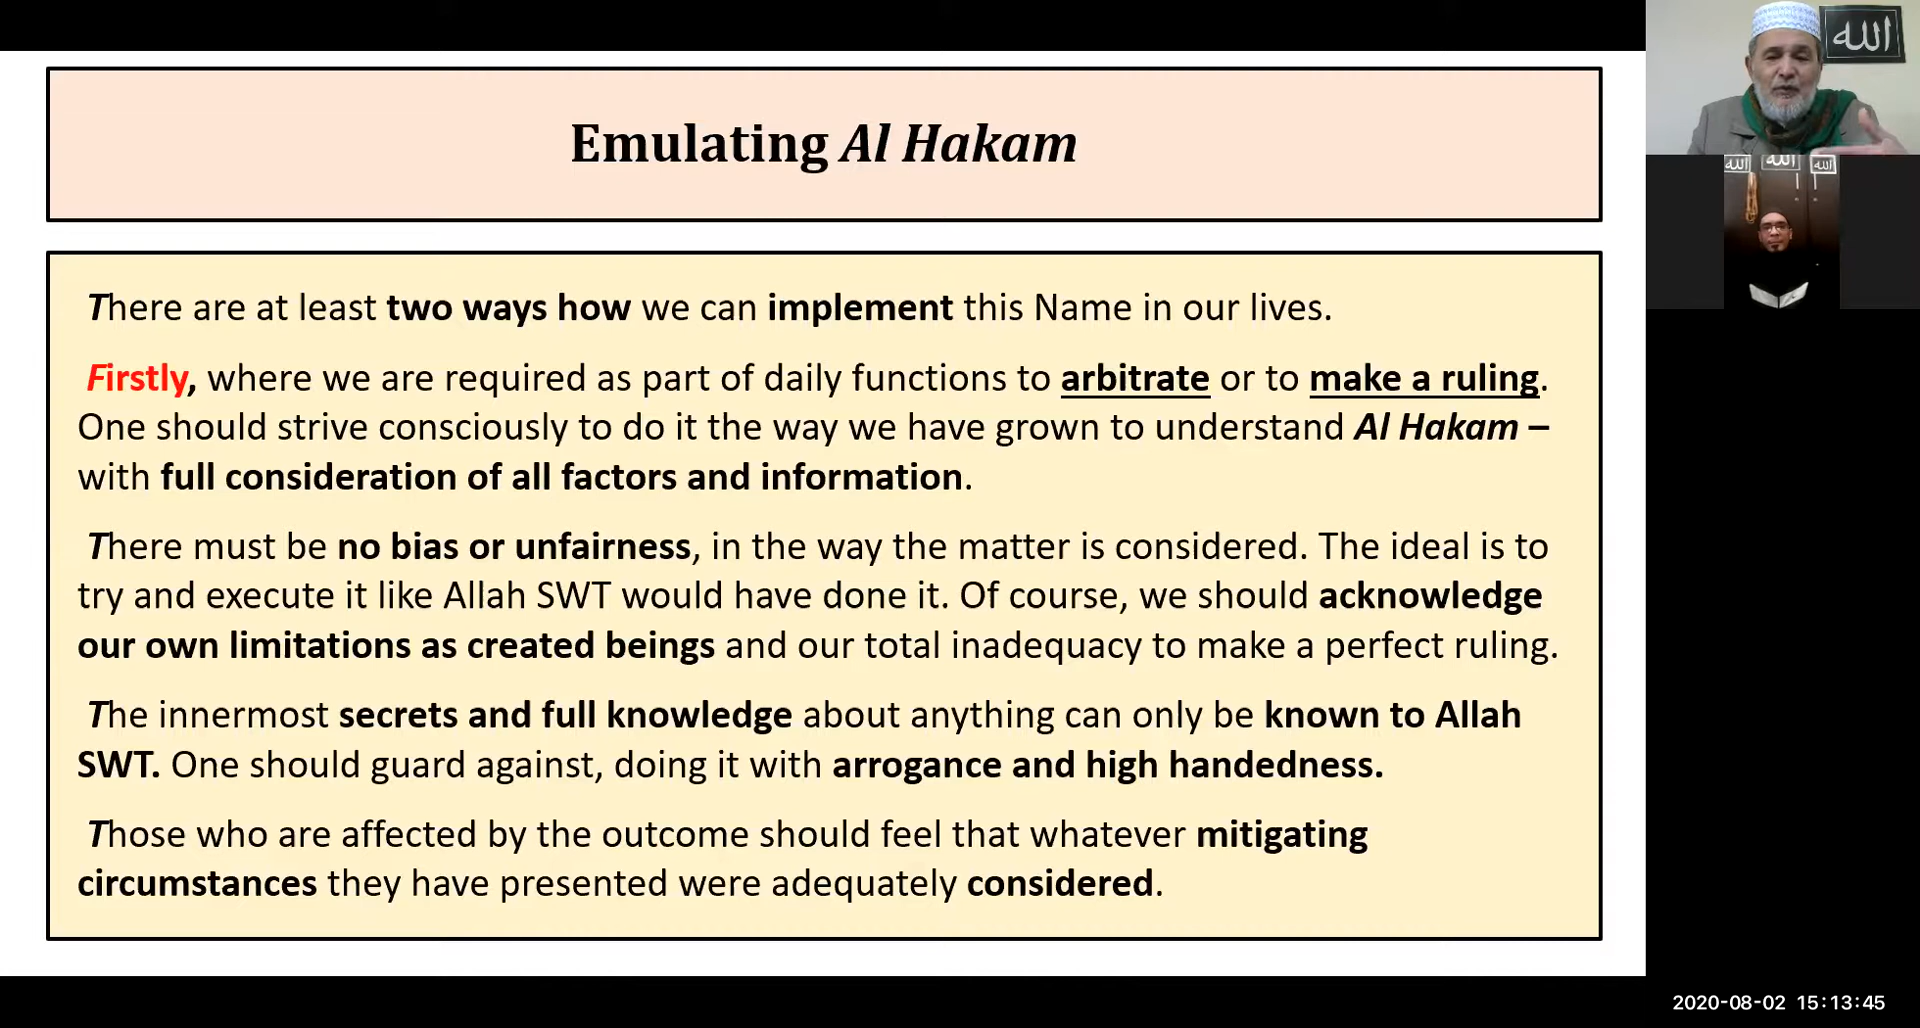 Emulating Al Hakam
There are at least two ways how we can implement this Name in our lives.
Firstly, where we are required as part of daily functions to arbitrate or to make a ruling.
One should strive consciously to do it the way we have grown to understand Al Hakam –
with full consideration of all factors and information.
There must be no bias or unfairness, in the way the matter is considered. The ideal is to
try and execute it like Allah SWT would have done it. Of course, we should acknowledge
our own limitations as created beings and our total inadequacy to make a perfect ruling.
The innermost secrets and full knowledge about anything can only be known to Allah
SWT. One should guard against, doing it with arrogance and high handedness.
Those who are affected by the outcome should feel that whatever mitigating
circumstances they have presented were adequately considered.
الله
الله الله الله
2020-08-02 15:13:45